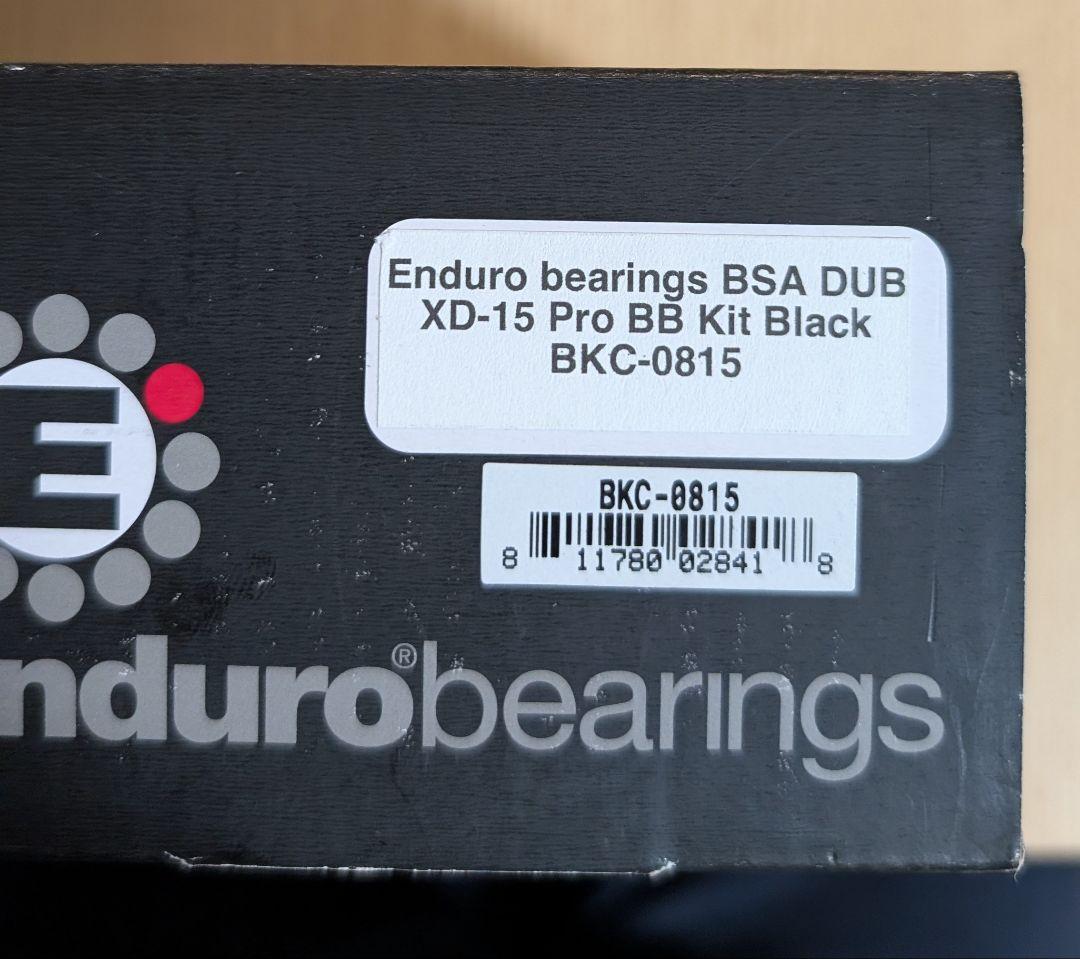 Enduro bearings BSA DUB
XD-15 Pro BB Kit Black
BKC-0815
BKC-0815
8 11780 02841 8
E
nduro®bearings